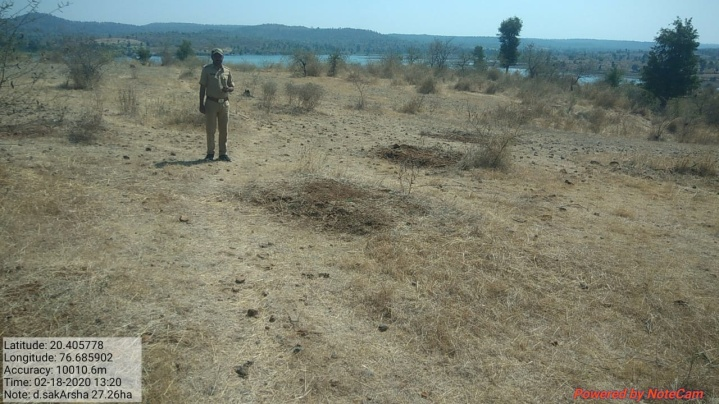 Latitude: 20.405778
Longitude: 76.685902
Accuracy: 10010.6m
Time: 02-18-2020 13:20
Note: d.sakArsha 27.26ha
Powered by NoteCam